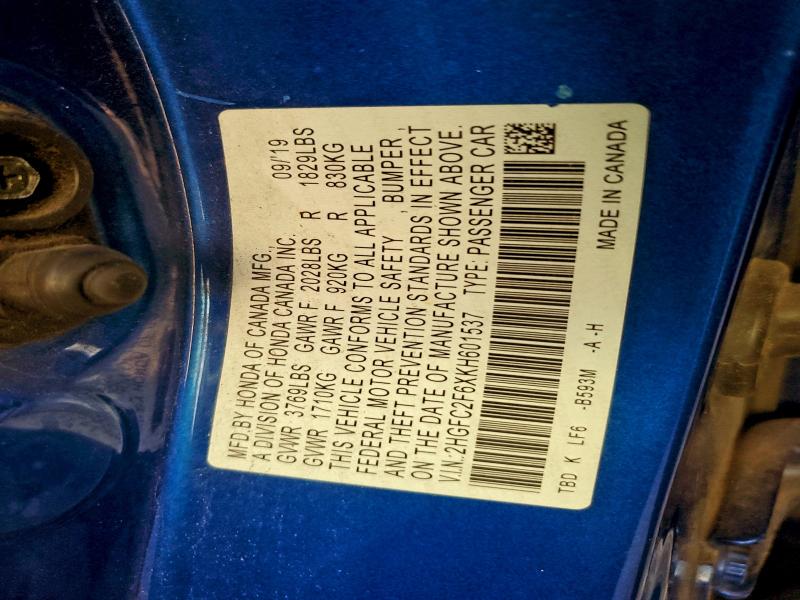 MFD BY HONDA OF CANADA MFG., 09/'19
A DIVISION OF HONDA CANADA INC.
GVWR 3769LBS GAWR F 2028LBS R 1829LBS
GVWR 1710KG GAWR F 920KG R 830KG
THIS VEHICLE CONFORMS TO ALL APPLICABLE
FEDERAL MOTOR VEHICLE SAFETY , BUMPER ,
AND THEFT PREVENTION STANDARDS IN EFFECT
ON THE DATE OF MANUFACTURE SHOWN ABOVE.
V.I.N.:2HGFC2F6XKH601537 TYPE: PASSENGER CAR
TBD K LF6 -B593M -A -H MADE IN CANADA